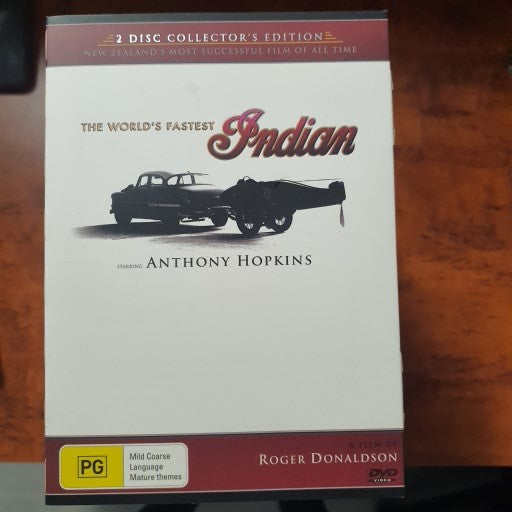 2 DISC COLLECTOR'S EDITION
NEW ZEALAND'S MOST SUCCESSFUL FILM OF ALL TIME
THE WORLD'S FASTEST Indian
STARRING ANTHONY HOPKINS
PG
Mild Coarse
Language
Mature themes
A FILM BY
ROGER DONALDSON
DVD
VIDEO